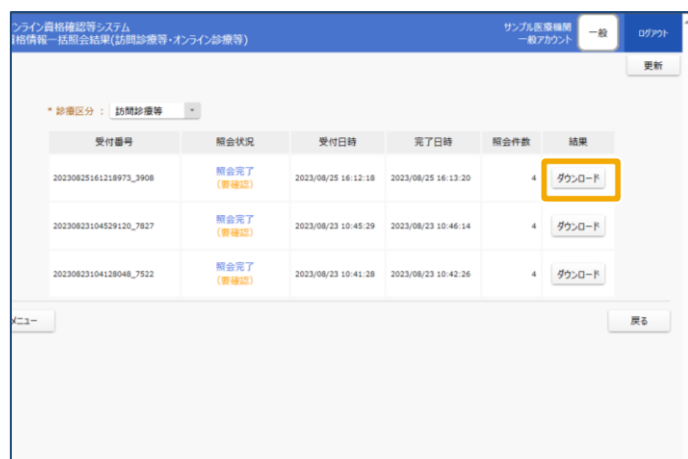 ンライン資格確認等システム
格情報一括照会結果(訪問診療等・オンライン診療等)
サンプル医療機関
一般アカウント
一般
ログアウト
更新
* 診療区分 : 訪問診療等
受付番号 照会状況 受付日時 完了日時 照会件数 結果
20230825161218973_3908 照会完了 2023/08/25 16:12:18 2023/08/25 16:13:20 4 ダウンロード
(要確認)
20230823104529120_7827 照会完了 2023/08/23 10:45:29 2023/08/23 10:46:14 4 ダウンロード
(要確認)
20230823104128048_7522 照会完了 2023/08/23 10:41:28 2023/08/23 10:42:26 4 ダウンロード
(要確認)
メニュー 戻る